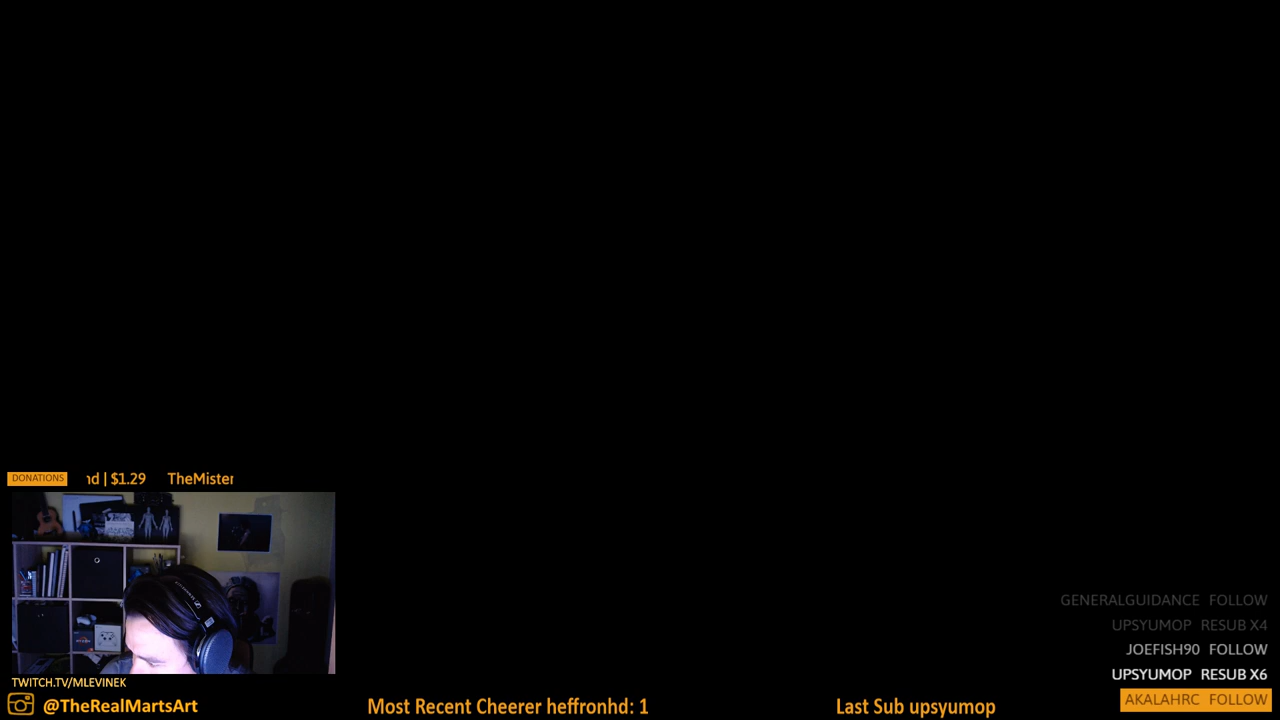 DONATIONS nd | $1.29 TheMister
GENERALGUIDANCE FOLLOW
UPSYUMOP RESUB X4
JOEFISH90 FOLLOW
UPSYUMOP RESUB X6
TWITCH.TV/MLEVINEK
AKALAHRC FOLLOW
@TheRealMartsArt Most Recent Cheerer heffronhd: 1 Last Sub upsyumop